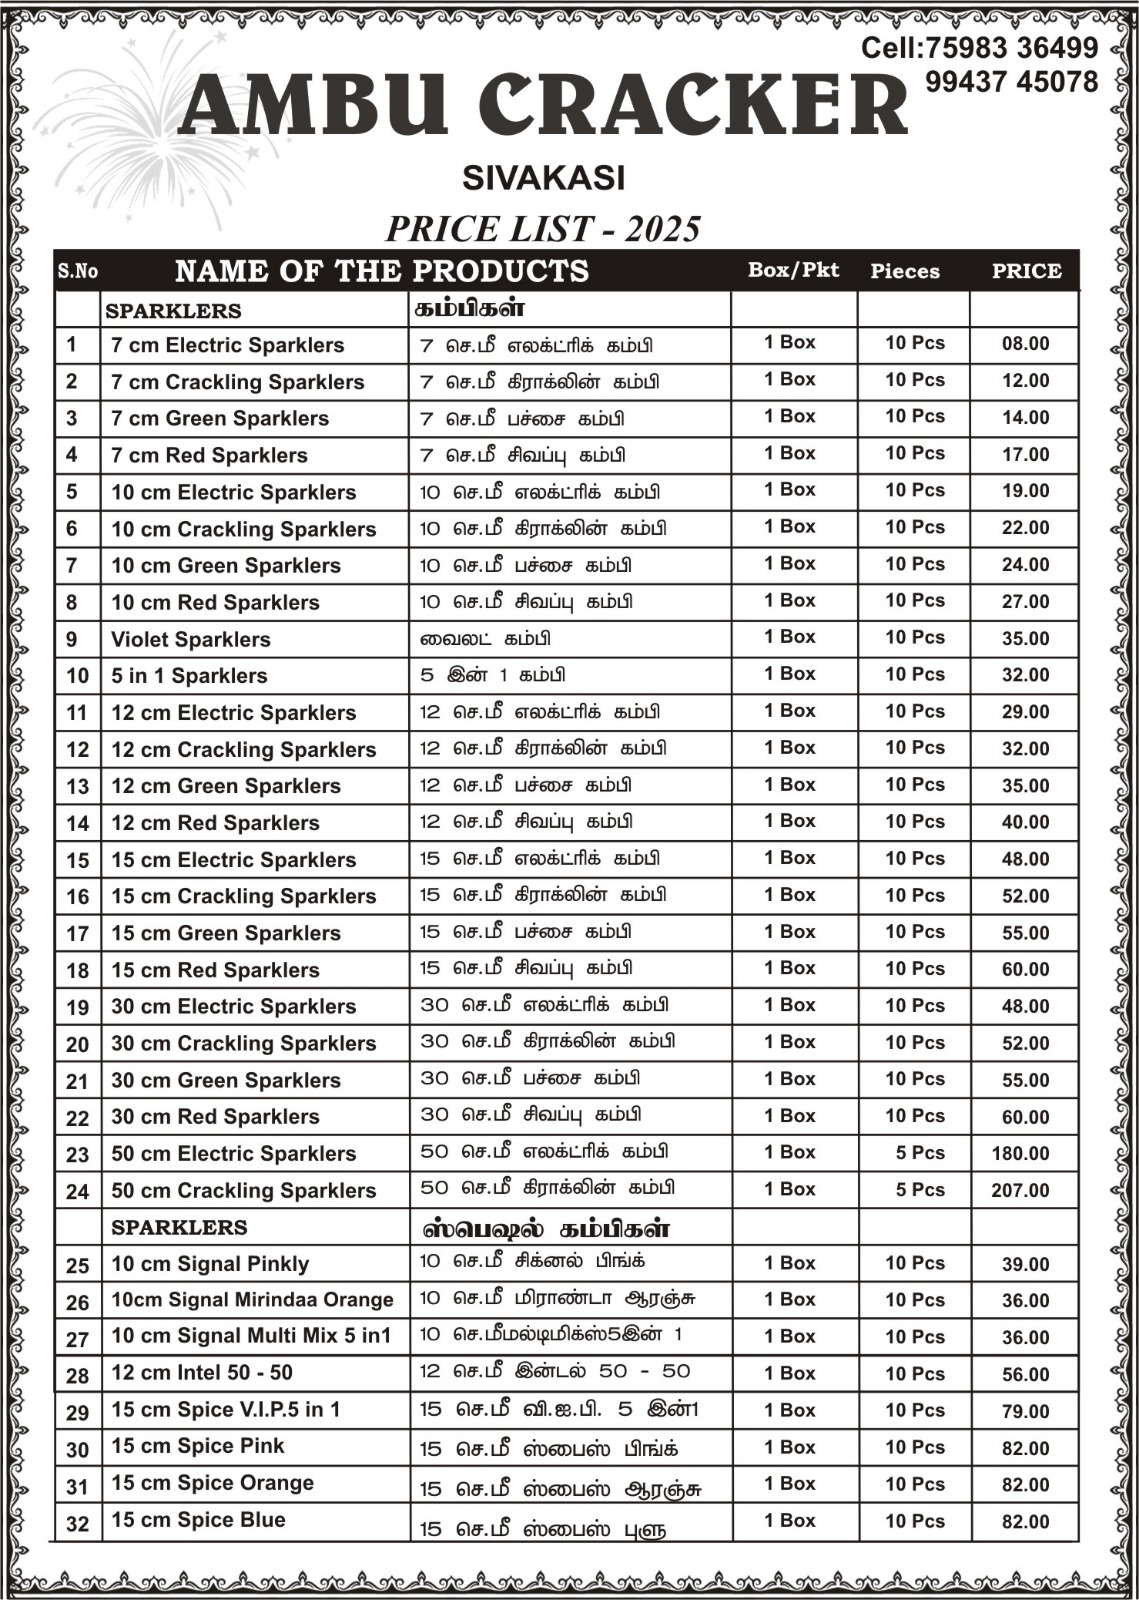 Cell:75983 36499
99437 45078
AMBU CRACKER
SIVAKASI
PRICE LIST - 2025
S.No NAME OF THE PRODUCTS Box/Pkt Pieces PRICE
SPARKLERS கம்பிகள்
1 7 cm Electric Sparklers 7 செ.மீ எலக்ட்ரிக் கம்பி 1 Box 10 Pcs 08.00
2 7 cm Crackling Sparklers 7 செ.மீ கிராக்லின் கம்பி 1 Box 10 Pcs 12.00
3 7 cm Green Sparklers 7 செ.மீ பச்சை கம்பி 1 Box 10 Pcs 14.00
4 7 cm Red Sparklers 7 செ.மீ சிவப்பு கம்பி 1 Box 10 Pcs 17.00
5 10 cm Electric Sparklers 10 செ.மீ எலக்ட்ரிக் கம்பி 1 Box 10 Pcs 19.00
6 10 cm Crackling Sparklers 10 செ.மீ கிராக்லின் கம்பி 1 Box 10 Pcs 22.00
7 10 cm Green Sparklers 10 செ.மீ பச்சை கம்பி 1 Box 10 Pcs 24.00
8 10 cm Red Sparklers 10 செ.மீ சிவப்பு கம்பி 1 Box 10 Pcs 27.00
9 Violet Sparklers வைலட் கம்பி 1 Box 10 Pcs 35.00
10 5 in 1 Sparklers 5 இன் 1 கம்பி 1 Box 10 Pcs 32.00
11 12 cm Electric Sparklers 12 செ.மீ எலக்ட்ரிக் கம்பி 1 Box 10 Pcs 29.00
12 12 cm Crackling Sparklers 12 செ.மீ கிராக்லின் கம்பி 1 Box 10 Pcs 32.00
13 12 cm Green Sparklers 12 செ.மீ பச்சை கம்பி 1 Box 10 Pcs 35.00
14 12 cm Red Sparklers 12 செ.மீ சிவப்பு கம்பி 1 Box 10 Pcs 40.00
15 15 cm Electric Sparklers 15 செ.மீ எலக்ட்ரிக் கம்பி 1 Box 10 Pcs 48.00
16 15 cm Crackling Sparklers 15 செ.மீ கிராக்லின் கம்பி 1 Box 10 Pcs 52.00
17 15 cm Green Sparklers 15 செ.மீ பச்சை கம்பி 1 Box 10 Pcs 55.00
18 15 cm Red Sparklers 15 செ.மீ சிவப்பு கம்பி 1 Box 10 Pcs 60.00
19 30 cm Electric Sparklers 30 செ.மீ எலக்ட்ரிக் கம்பி 1 Box 10 Pcs 48.00
20 30 cm Crackling Sparklers 30 செ.மீ கிராக்லின் கம்பி 1 Box 10 Pcs 52.00
21 30 cm Green Sparklers 30 செ.மீ பச்சை கம்பி 1 Box 10 Pcs 55.00
22 30 cm Red Sparklers 30 செ.மீ சிவப்பு கம்பி 1 Box 10 Pcs 60.00
23 50 cm Electric Sparklers 50 செ.மீ எலக்ட்ரிக் கம்பி 1 Box 5 Pcs 180.00
24 50 cm Crackling Sparklers 50 செ.மீ கிராக்லின் கம்பி 1 Box 5 Pcs 207.00
SPARKLERS ஸ்பெஷல் கம்பிகள்
25 10 cm Signal Pinkly 10 செ.மீ சிக்னல் பிங்க் 1 Box 10 Pcs 39.00
26 10cm Signal Mirindaa Orange 10 செ.மீ மிராண்டா ஆரஞ்சு 1 Box 10 Pcs 36.00
27 10 cm Signal Multi Mix 5 in1 10 செ.மீமல்டிமிக்ஸ்5இன் 1 1 Box 10 Pcs 36.00
28 12 cm Intel 50 - 50 12 செ.மீ இன்டல் 50 - 50 1 Box 10 Pcs 56.00
29 15 cm Spice V.I.P.5 in 1 15 செ.மீ வி.ஐ.பி. 5 இன்1 1 Box 10 Pcs 79.00
30 15 cm Spice Pink 15 செ.மீ ஸ்பைஸ் பிங்க் 1 Box 10 Pcs 82.00
31 15 cm Spice Orange 15 செ.மீ ஸ்பைஸ் ஆரஞ்சு 1 Box 10 Pcs 82.00
32 15 cm Spice Blue 15 செ.மீ ஸ்பைஸ் புளு 1 Box 10 Pcs 82.00